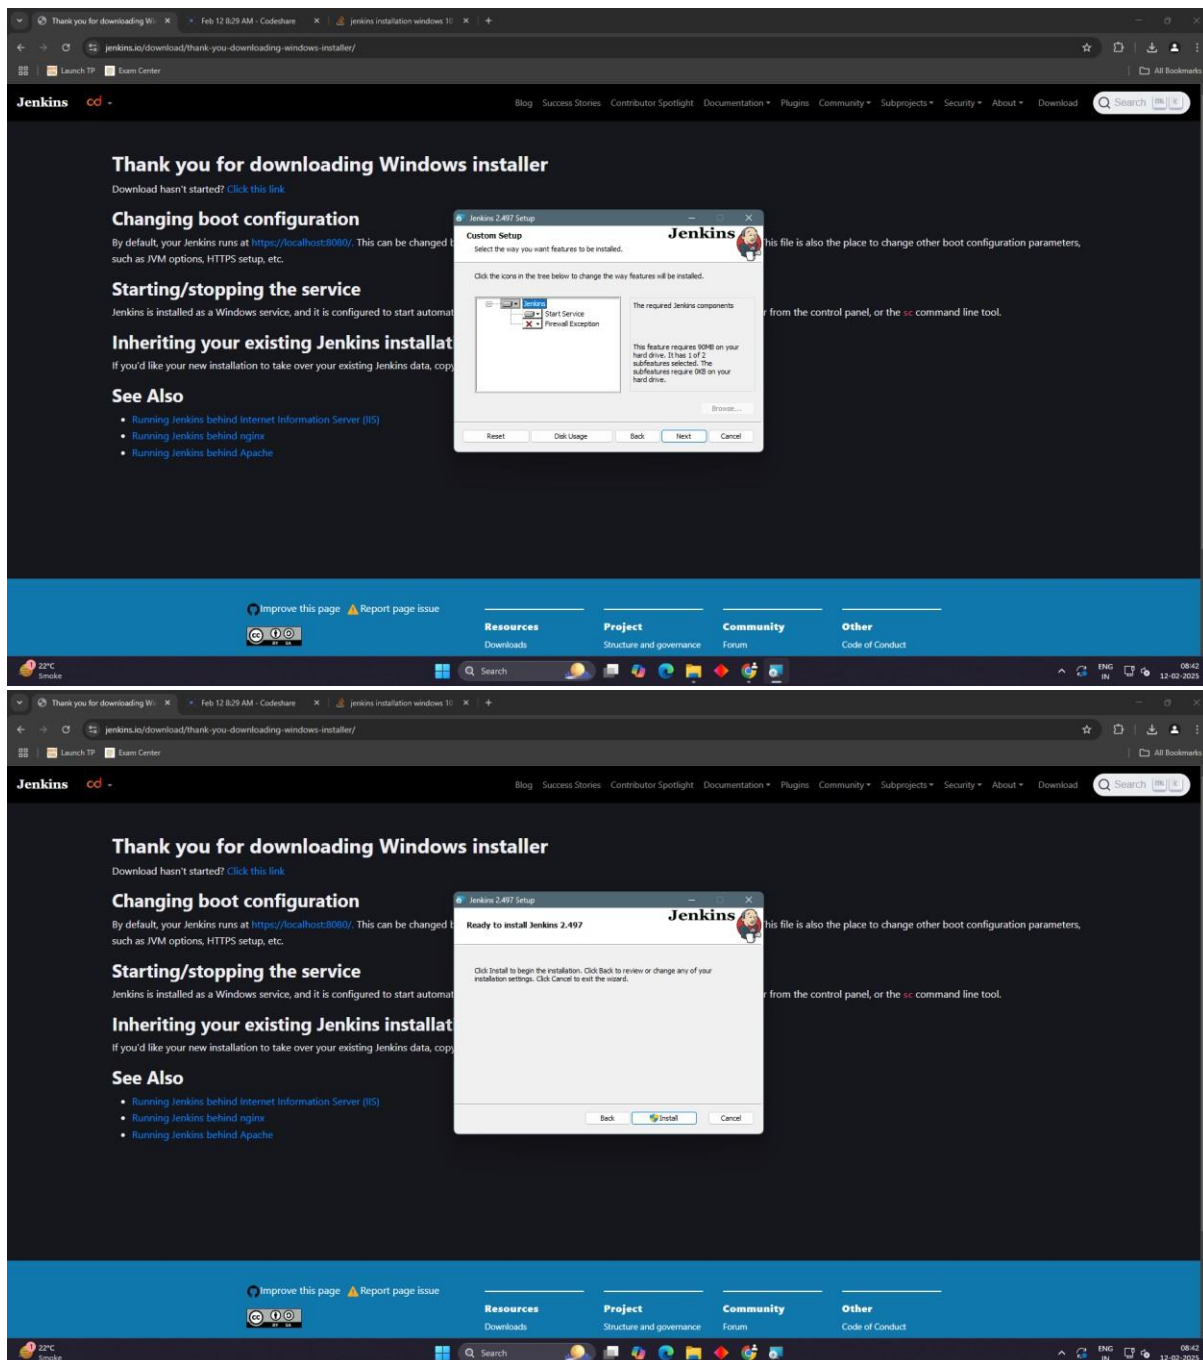 Thank you for downloading Wi
Feb 12 8:29 AM - Codeshare
jenkins installation windows 10
jenkins.io/download/thank-you-downloading-windows-installer/
Launch TP
Exam Center
All Bookmarks
Jenkins
cd
Blog Success Stories Contributor Spotlight Documentation Plugins Community Subprojects Security About Download
Search
Thank you for downloading Windows installer
Download hasn't started? Click this link
Changing boot configuration
By default, your Jenkins runs at https://localhost:8080/. This can be changed b
his file is also the place to change other boot configuration parameters,
such as JVM options, HTTPS setup, etc.
Starting/stopping the service
Jenkins is installed as a Windows service, and it is configured to start automat
r from the control panel, or the sc command line tool.
Inheriting your existing Jenkins installat
If you'd like your new installation to take over your existing Jenkins data, copy
See Also
Running Jenkins behind Internet Information Server (IIS)
Running Jenkins behind nginx
Running Jenkins behind Apache
Jenkins 2.497 Setup
Custom Setup
Jenkins
Select the way you want features to be installed.
Click the icons in the tree below to change the way features will be installed.
Jenkins
Start Service
Firewall Exception
The required Jenkins components
This feature requires 90MB on your
hard drive. It has 1 of 2
subfeatures selected. The
subfeatures require 0KB on your
hard drive.
Browse...
Reset Disk Usage Back Next Cancel
Improve this page Report page issue
Resources Project Community Other
Downloads Structure and governance Forum Code of Conduct
22°C
Smoke
Search
ENG
IN
08:42
12-02-2025
Thank you for downloading Wi
Feb 12 8:29 AM - Codeshare
jenkins installation windows 10
jenkins.io/download/thank-you-downloading-windows-installer/
Launch TP
Exam Center
All Bookmarks
Jenkins
cd
Blog Success Stories Contributor Spotlight Documentation Plugins Community Subprojects Security About Download
Search
Thank you for downloading Windows installer
Download hasn't started? Click this link
Changing boot configuration
By default, your Jenkins runs at https://localhost:8080/. This can be changed b
his file is also the place to change other boot configuration parameters,
such as JVM options, HTTPS setup, etc.
Starting/stopping the service
Jenkins is installed as a Windows service, and it is configured to start automat
r from the control panel, or the sc command line tool.
Inheriting your existing Jenkins installat
If you'd like your new installation to take over your existing Jenkins data, copy
See Also
Running Jenkins behind Internet Information Server (IIS)
Running Jenkins behind nginx
Running Jenkins behind Apache
Jenkins 2.497 Setup
Ready to install Jenkins 2.497
Jenkins
Click Install to begin the installation. Click Back to review or change any of your
installation settings. Click Cancel to exit the wizard.
Back Install Cancel
Improve this page Report page issue
Resources Project Community Other
Downloads Structure and governance Forum Code of Conduct
22°C
Smoke
Search
ENG
IN
08:42
12-02-2025